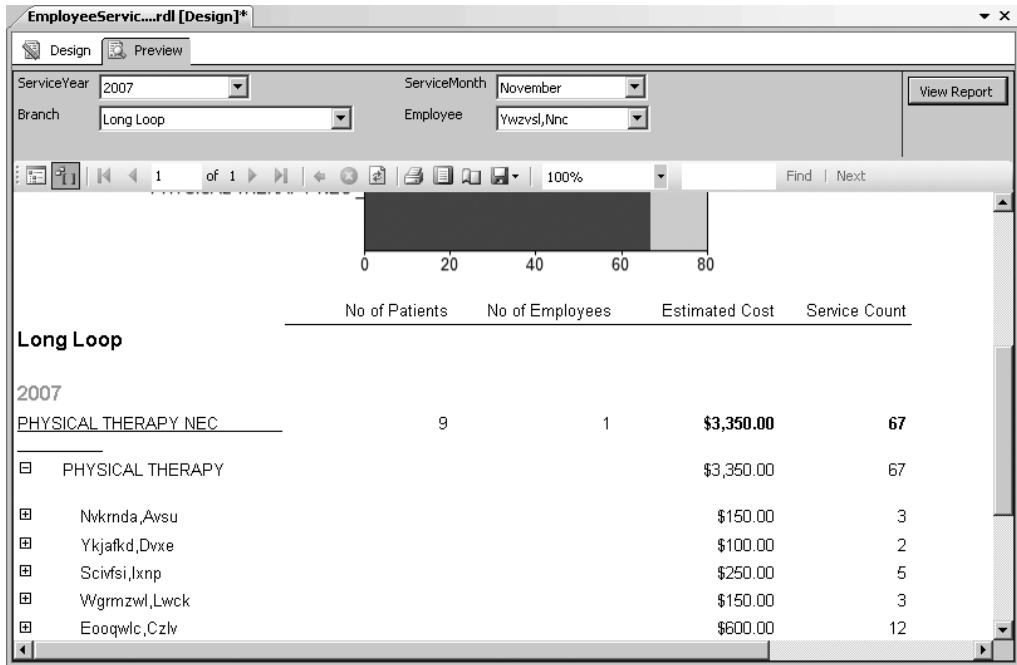 EmployeeServic....rdl [Design]*
Design Preview
ServiceYear 2007 ServiceMonth November View Report
Branch Long Loop Employee Ywzvsl,Nnc
1 of 1 100% Find | Next
PHYSICAL THERAPY NEC
0 20 40 60 80
No of Patients No of Employees Estimated Cost Service Count
Long Loop
2007
PHYSICAL THERAPY NEC 9 1 $3,350.00 67
PHYSICAL THERAPY $3,350.00 67
Nvkrnda,Avsu $150.00 3
Ykjafkd,Dvxe $100.00 2
Scivfsi,Ixnp $250.00 5
Wgrmzwl,Lwck $150.00 3
Eooqwlc,Czlv $600.00 12